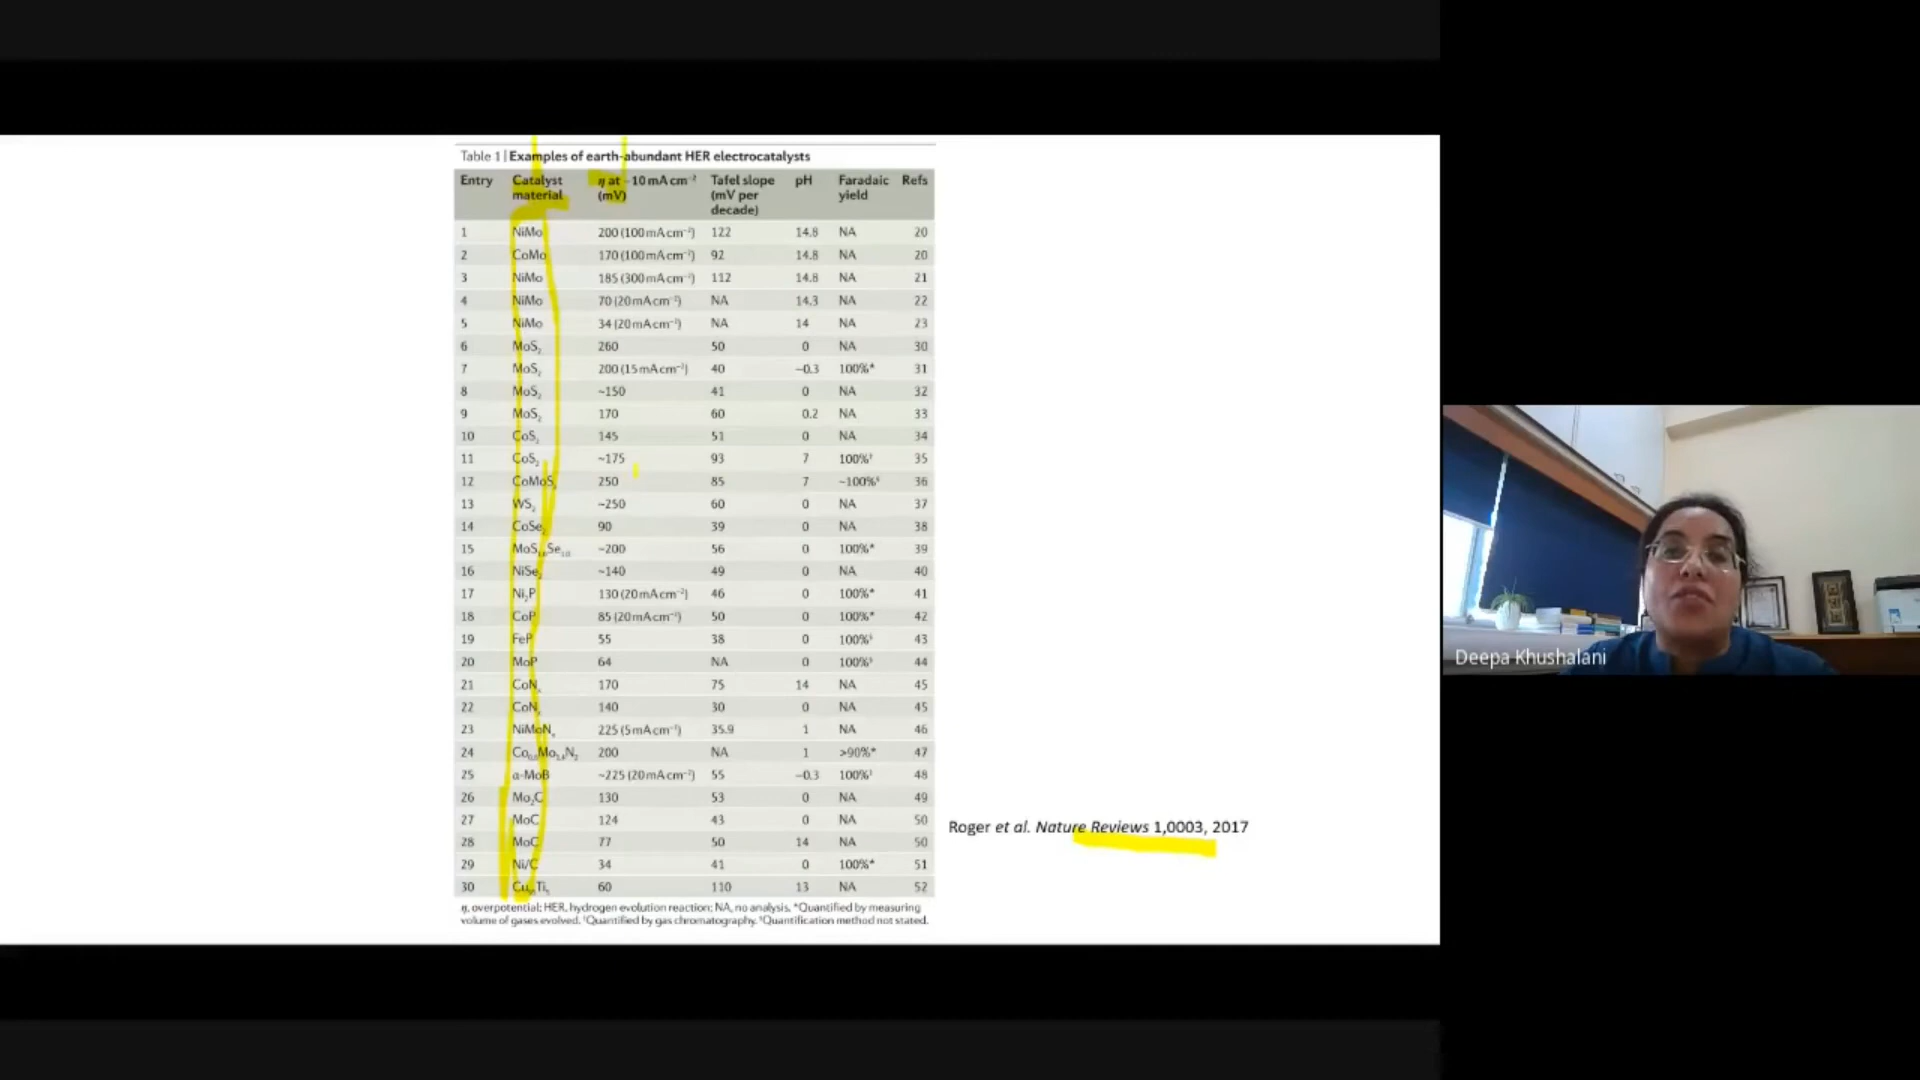 Table 1 | Examples of earth-abundant HER electrocatalysts
Entry Catalyst material η at −10 mA cm⁻² (mV) Tafel slope (mV per decade) pH Faradaic yield Refs
1 NiMo 200 (100 mA cm⁻²) 122 14.8 NA 20
2 CoMo 170 (100 mA cm⁻²) 92 14.8 NA 20
3 NiMo 185 (300 mA cm⁻²) 112 14.8 NA 21
4 NiMo 70 (20 mA cm⁻²) NA 14.3 NA 22
5 NiMo 34 (20 mA cm⁻²) NA 14 NA 23
6 MoS₂ 260 50 0 NA 30
7 MoS₂ 200 (15 mA cm⁻²) 40 −0.3 100%* 31
8 MoS₂ ~150 41 0 NA 32
9 MoS₂ 170 60 0.2 NA 33
10 CoS₂ 145 51 0 NA 34
11 CoS₂ ~175 93 7 100%† 35
12 CoMoS 250 85 7 ~100%§ 36
13 WS₂ ~250 60 0 NA 37
14 CoSe 90 39 0 NA 38
15 ~200 56 0 100%* 39
16 NiSe₂ ~140 49 0 NA 40
17 Ni₂P 130 (20 mA cm⁻²) 46 0 100%* 41
18 CoP 85 (20 mA cm⁻²) 50 0 100%* 42
19 FeP 55 38 0 100%§ 43
20 MoP 64 NA 0 100%§ 44
21 CoNₓ 170 75 14 NA 45
22 CoNₓ 140 30 0 NA 45
23 NiMoNₓ 225 (5 mA cm⁻²) 35.9 1 NA 46
24 200 NA 1 >90%* 47
25 α-MoB ~225 (20 mA cm⁻²) 55 −0.3 100%† 48
26 Mo₂C 130 53 0 NA 49
27 MoC 124 43 0 NA 50
28 MoC 77 50 14 NA 50
29 Ni/C 34 41 0 100%* 51
30 60 110 13 NA 52
η, overpotential; HER, hydrogen evolution reaction; NA, no analysis. *Quantified by measuring
volume of gases evolved. †Quantified by gas chromatography. §Quantification method not stated.
Roger et al. Nature Reviews 1,0003, 2017
Deepa Khushalani